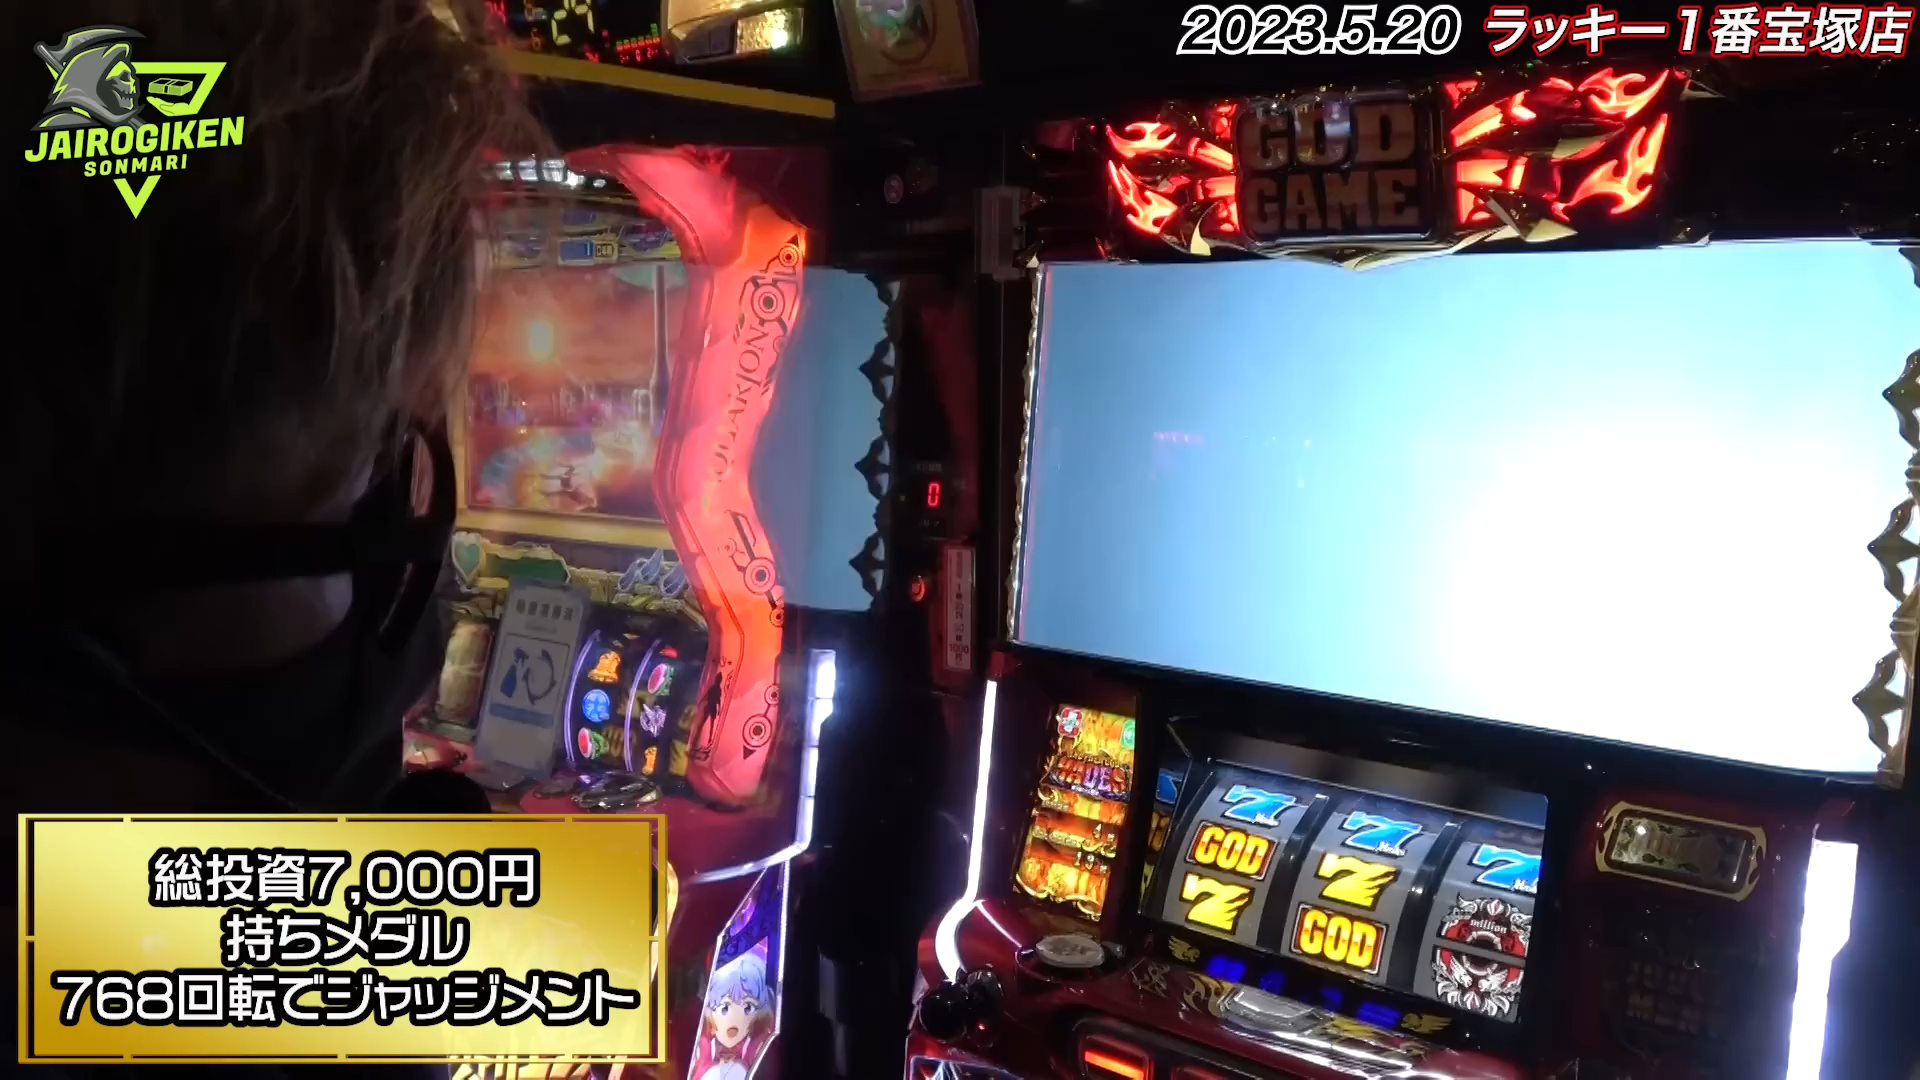 2023.5.20 ラッキー1番宝塚店
JAIROGIKEN
SONMARI
GOD
GAME
0
GOD
GOD
million
総投資7,000円
持ちメダル
768回転でジャッジメント